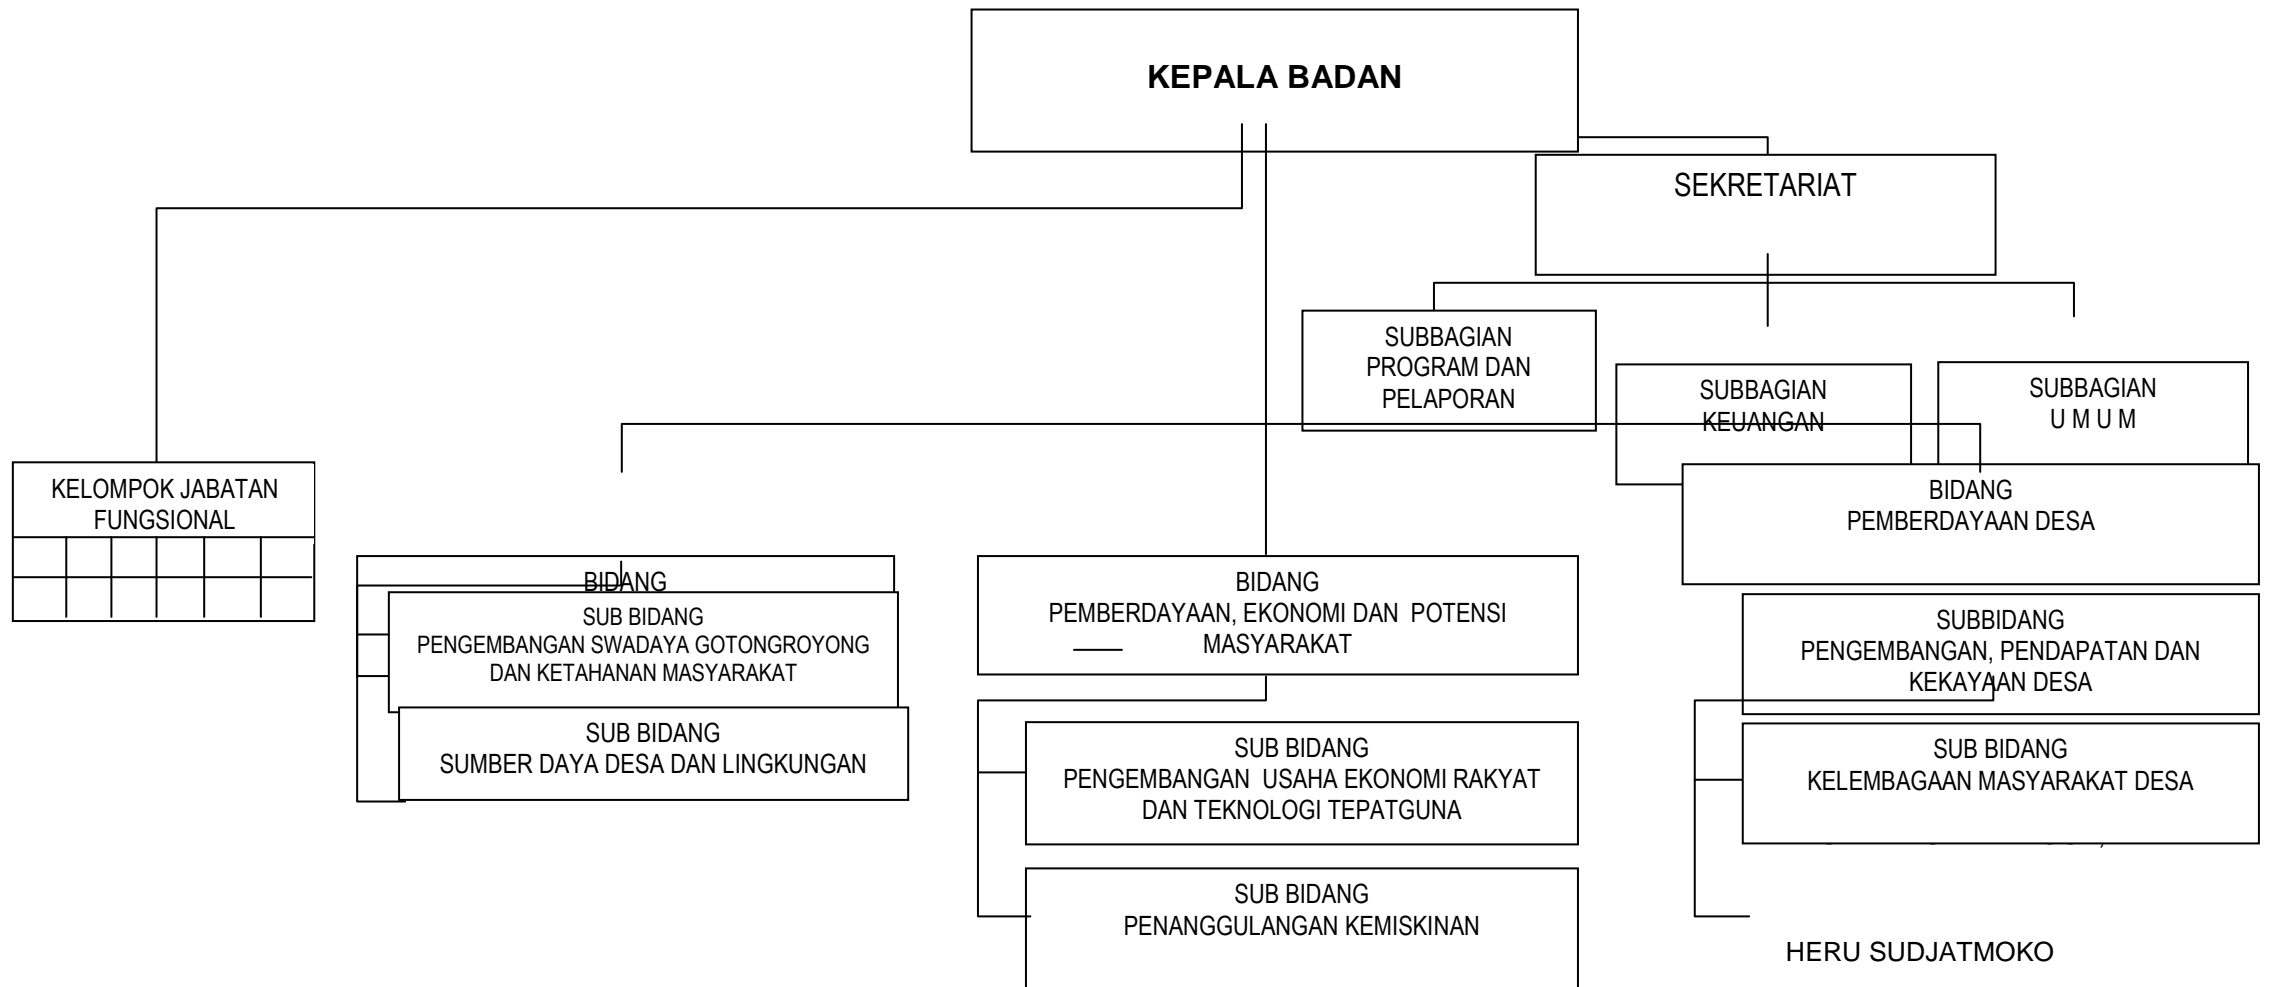 KEPALA BADAN
SEKRETARIAT
SUBBAGIAN
PROGRAM DAN
PELAPORAN
SUBBAGIAN
KEUANGAN
SUBBAGIAN
U M U M
KELOMPOK JABATAN
FUNGSIONAL
BIDANG
SUB BIDANG
PENGEMBANGAN SWADAYA GOTONGROYONG
DAN KETAHANAN MASYARAKAT
SUB BIDANG
SUMBER DAYA DESA DAN LINGKUNGAN
BIDANG
PEMBERDAYAAN, EKONOMI DAN POTENSI
MASYARAKAT
SUB BIDANG
PENGEMBANGAN USAHA EKONOMI RAKYAT
DAN TEKNOLOGI TEPATGUNA
SUB BIDANG
PENANGGULANGAN KEMISKINAN
BIDANG
PEMBERDAYAAN DESA
SUBBIDANG
PENGEMBANGAN, PENDAPATAN DAN
KEKAYAAN DESA
SUB BIDANG
KELEMBAGAAN MASYARAKAT DESA
HERU SUDJATMOKO